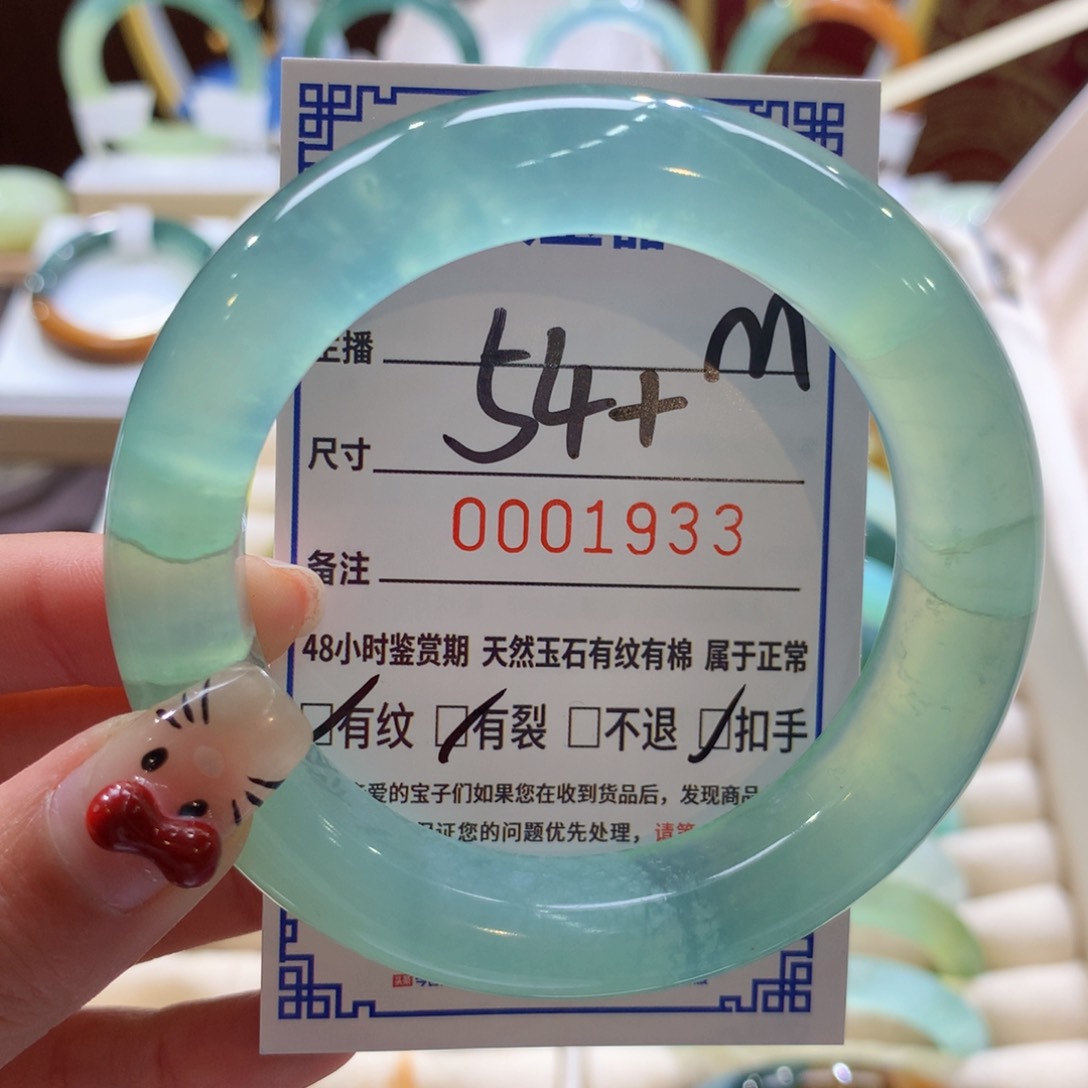 主播
M
54+
尺寸
0001933
备注
48小时鉴赏期 天然玉石有纹有棉 属于正常
有纹 有裂 不退 扣手
爱的宝子们如果您在收到货品后，发现商品
保证您的问题优先处理，请